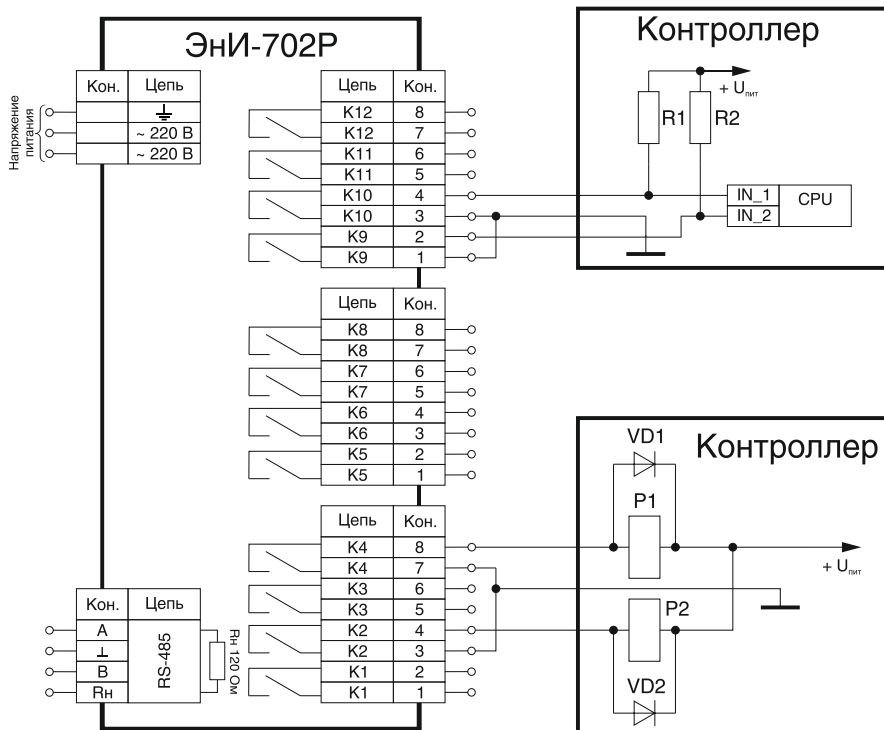 ЭнИ-702Р
Контроллер
Кон. Цепь
~ 220 В
~ 220 В
Напряжение
питания
Цепь Кон.
К12 8
К12 7
К11 6
К11 5
К10 4
К10 3
К9 2
К9 1
+ Uпит
R1 R2
IN_1
IN_2
CPU
Цепь Кон.
К8 8
К8 7
К7 6
К7 5
К6 4
К6 3
К5 2
К5 1
Контроллер
VD1
P1
+ Uпит
P2
VD2
Цепь Кон.
К4 8
К4 7
К3 6
К3 5
К2 4
К2 3
К1 2
К1 1
Кон. Цепь
A
⊥
B
Rн
RS-485
Rн 120 Ом